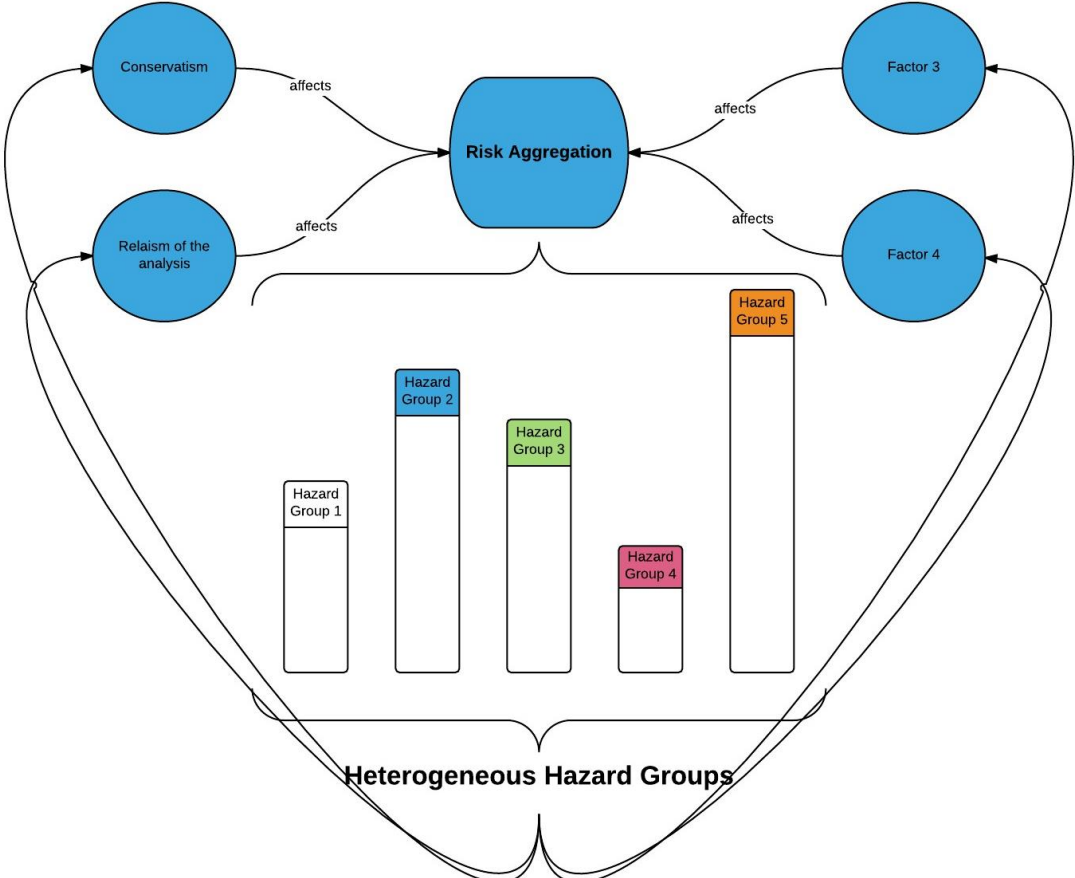 Conservatism
affects
Risk Aggregation
affects
Factor 3
Relaism of the
analysis
affects
affects
Factor 4
Hazard
Group 1
Hazard
Group 2
Hazard
Group 3
Hazard
Group 4
Hazard
Group 5
Heterogeneous Hazard Groups